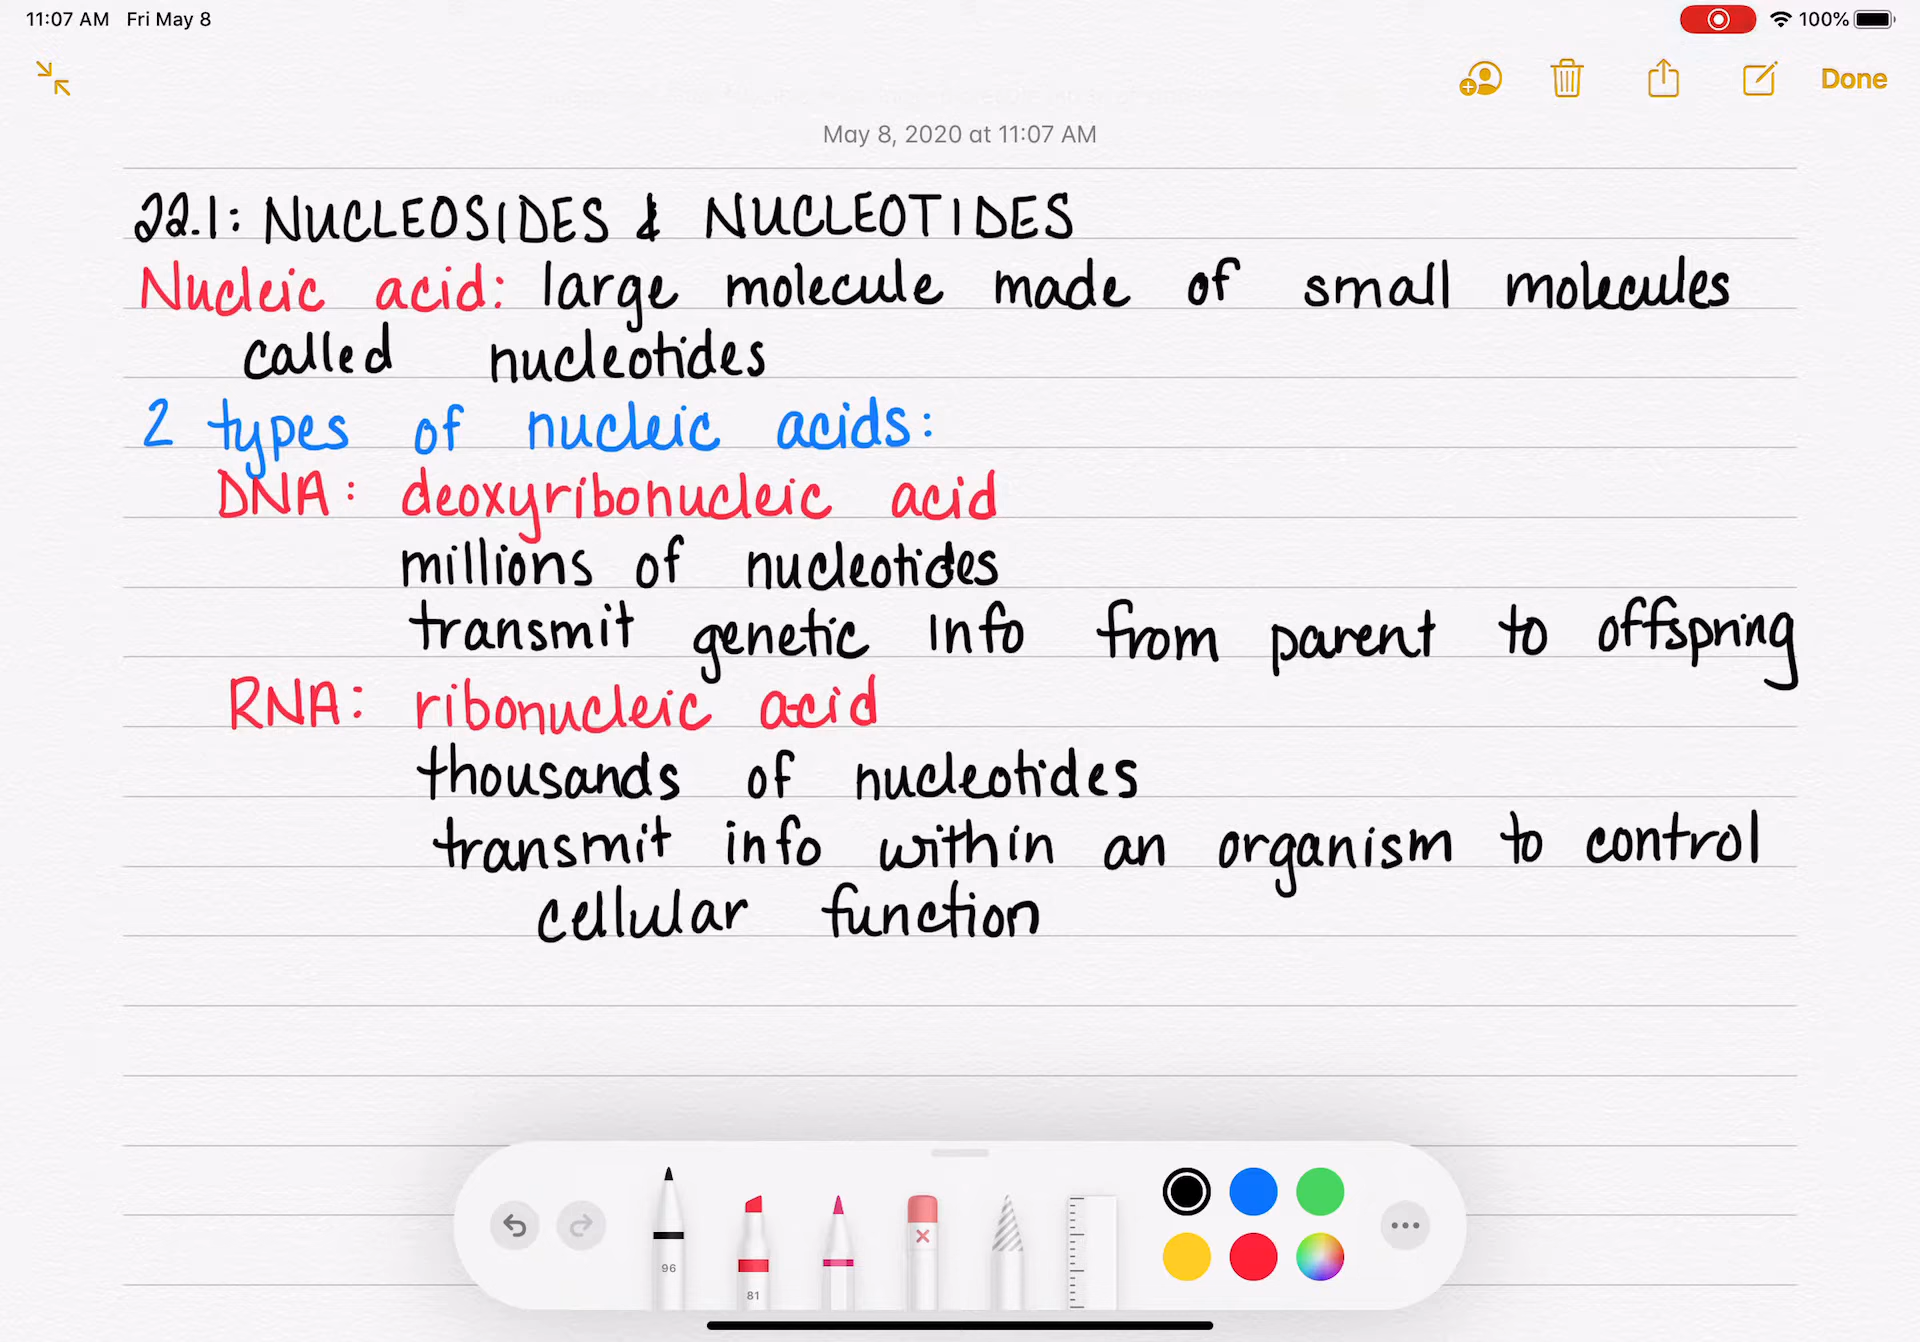 11:07 AM Fri May 8
100%
Done
May 8, 2020 at 11:07 AM
22.1: NUCLEOSIDES & NUCLEOTIDES
Nucleic acid: large molecule made of small molecules
called nucleotides
2 types of nucleic acids:
DNA: deoxyribonucleic acid
millions of nucleotides
transmit genetic info from parent to offspring
RNA: ribonucleic acid
thousands of nucleotides
transmit info within an organism to control
cellular function
96
81